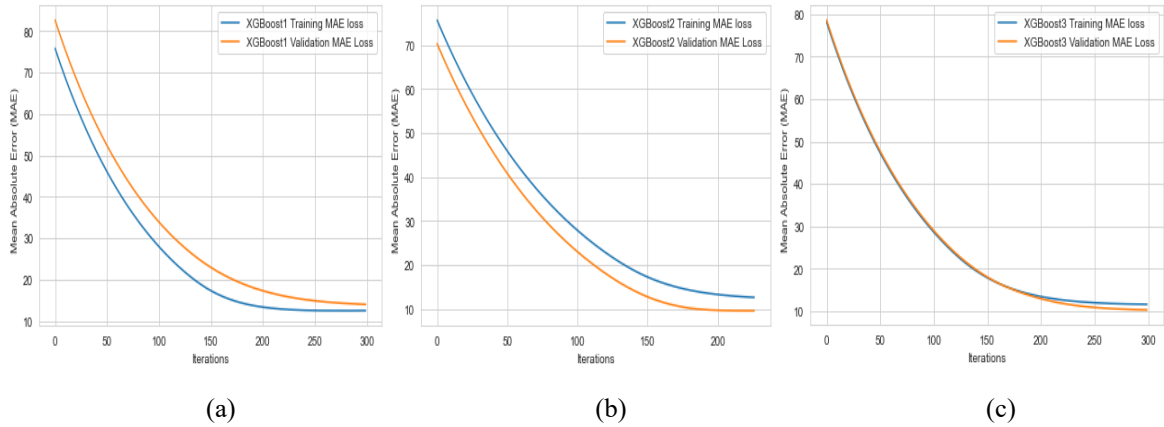 XGBoost1 Training MAE loss
XGBoost1 Validation MAE Loss
Mean Absolute Error (MAE)
80
70
60
50
40
30
20
10
0 50 100 150 200 250 300
Iterations
(a)
XGBoost2 Training MAE loss
XGBoost2 Validation MAE Loss
Mean Absolute Error (MAE)
70
60
50
40
30
20
10
0 50 100 150 200
Iterations
(b)
XGBoost3 Training MAE loss
XGBoost3 Validation MAE Loss
Mean Absolute Error (MAE)
80
70
60
50
40
30
20
10
0 50 100 150 200 250 300
Iterations
(c)